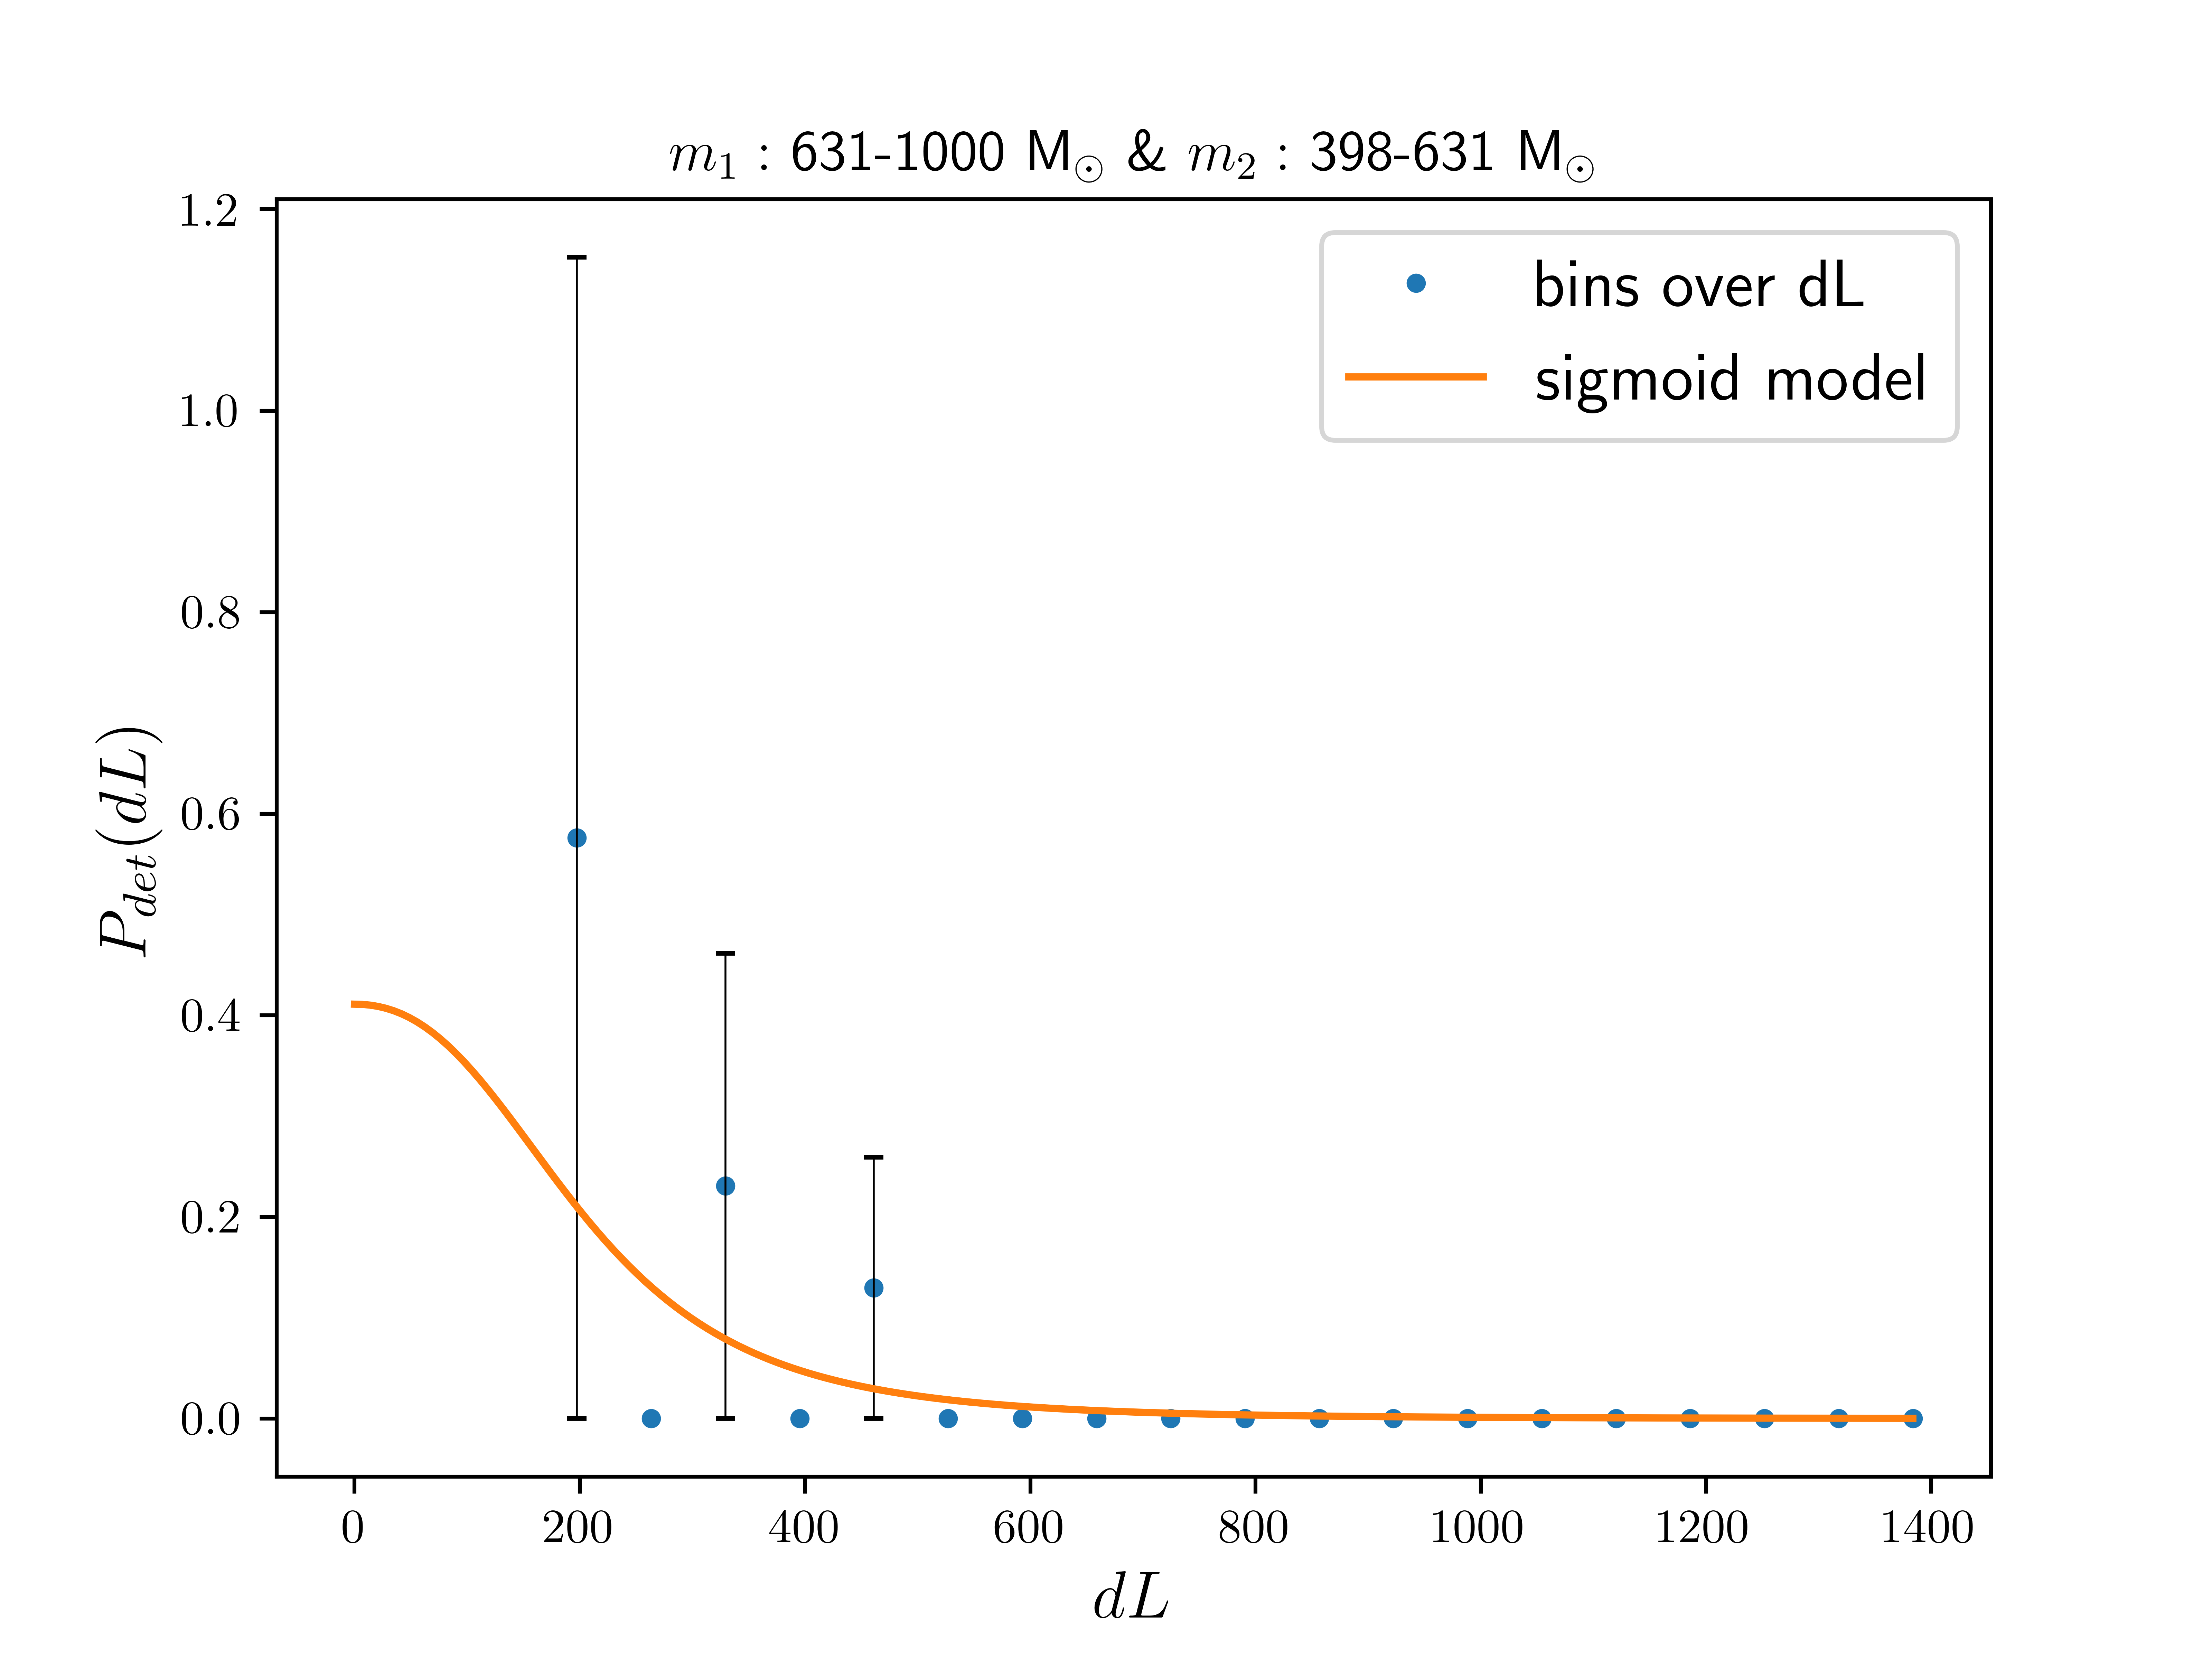 m₁ : 631-1000 M⊙ & m₂ : 398-631 M⊙
1.2
1.0
0.8
0.6
0.4
0.2
0.0
P_det(dL)
bins over dL
sigmoid model
0 200 400 600 800 1000 1200 1400
dL